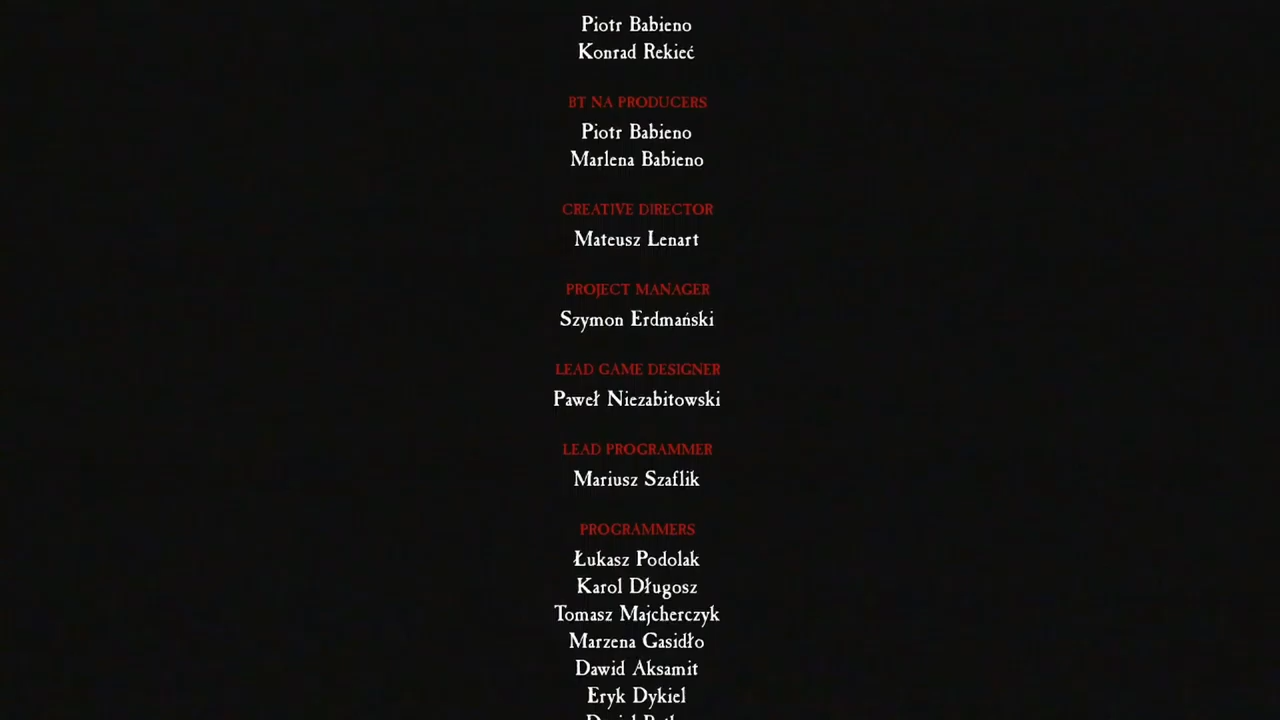 Piotr Babieno
Konrad Rekieć
BT NA PRODUCERS
Piotr Babieno
Marlena Babieno
CREATIVE DIRECTOR
Mateusz Lenart
PROJECT MANAGER
Szymon Erdmański
LEAD GAME DESIGNER
Paweł Niezabitowski
LEAD PROGRAMMER
Mariusz Szaflik
PROGRAMMERS
Łukasz Podolak
Karol Długosz
Tomasz Majcherczyk
Marzena Gasidło
Dawid Aksamit
Eryk Dykiel